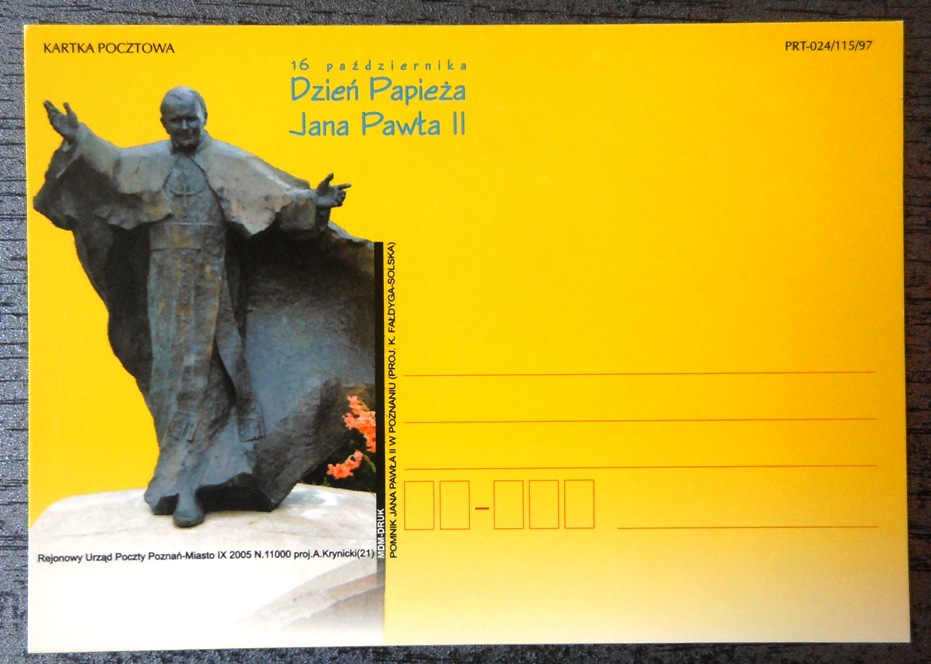 KARTKA POCZTOWA
PRT-024/115/97
16 października
Dzień Papieża
Jana Pawła II
POMNIK JANA PAWŁA II W POZNANIU (PROJ. K. FAŁDYGA-SOLSKA)
MDM-DRUK
Rejonowy Urząd Poczty Poznań-Miasto IX 2005 N.11000 proj.A.Krynicki(21)